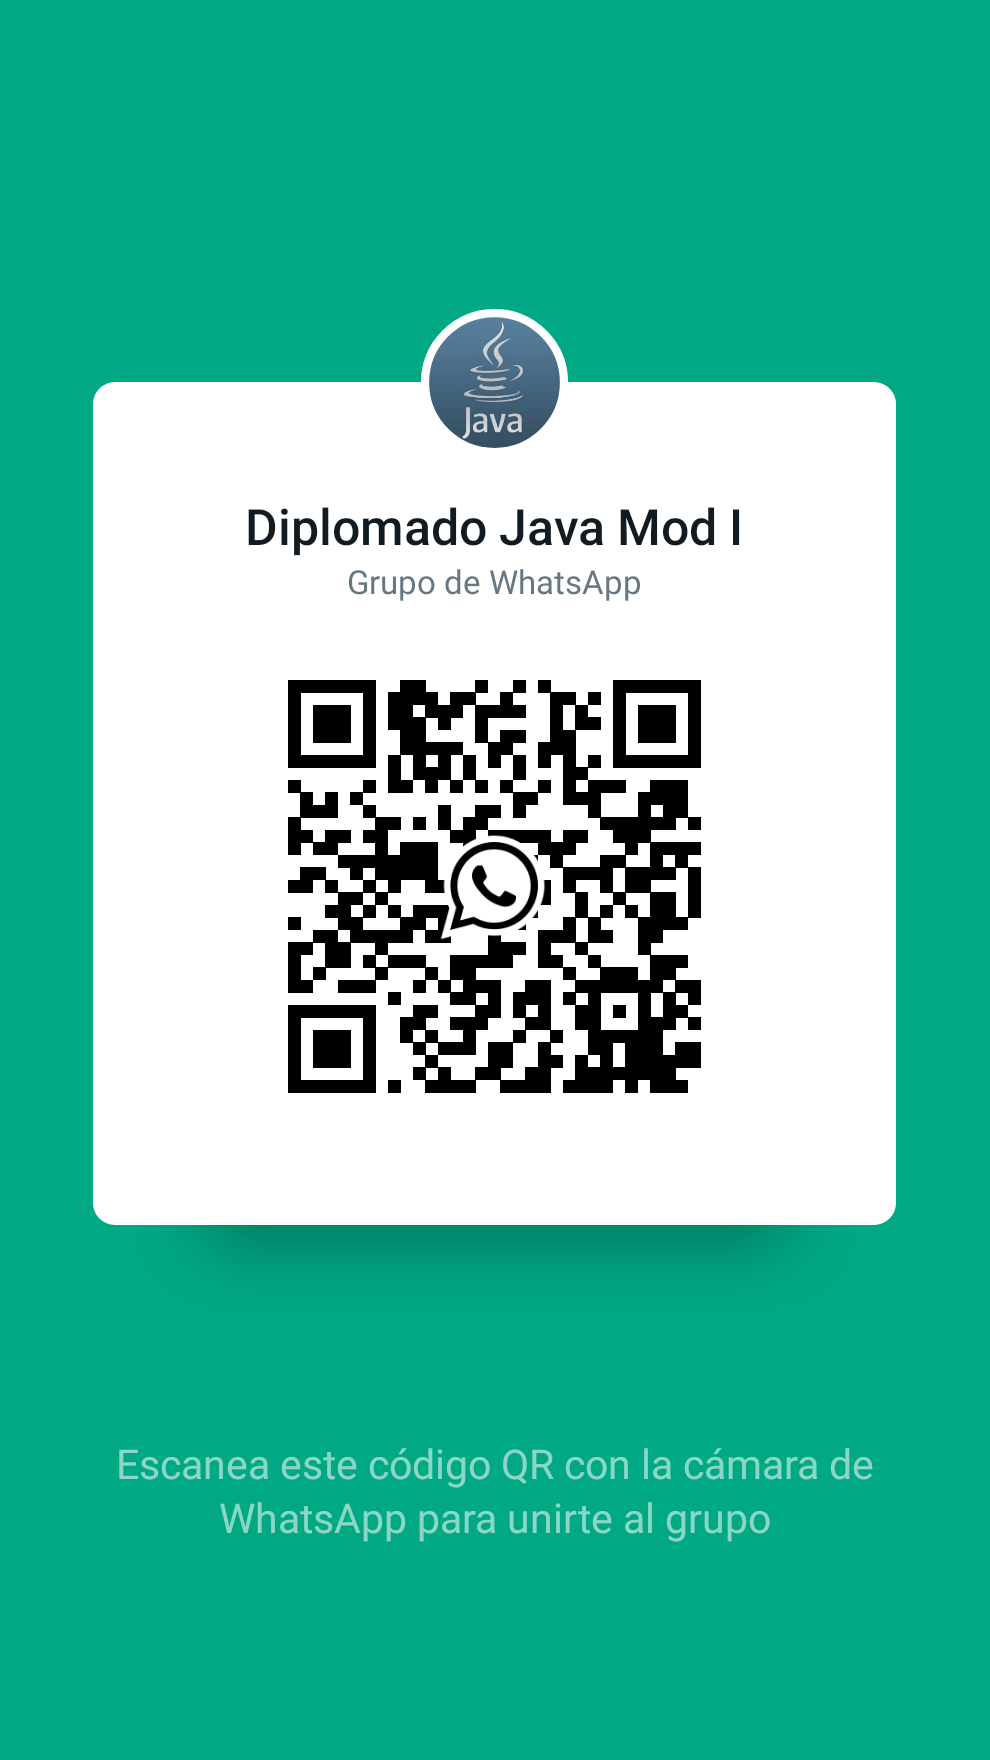 Java
Diplomado Java Mod I
Grupo de WhatsApp
Escanea este código QR con la cámara de
WhatsApp para unirte al grupo